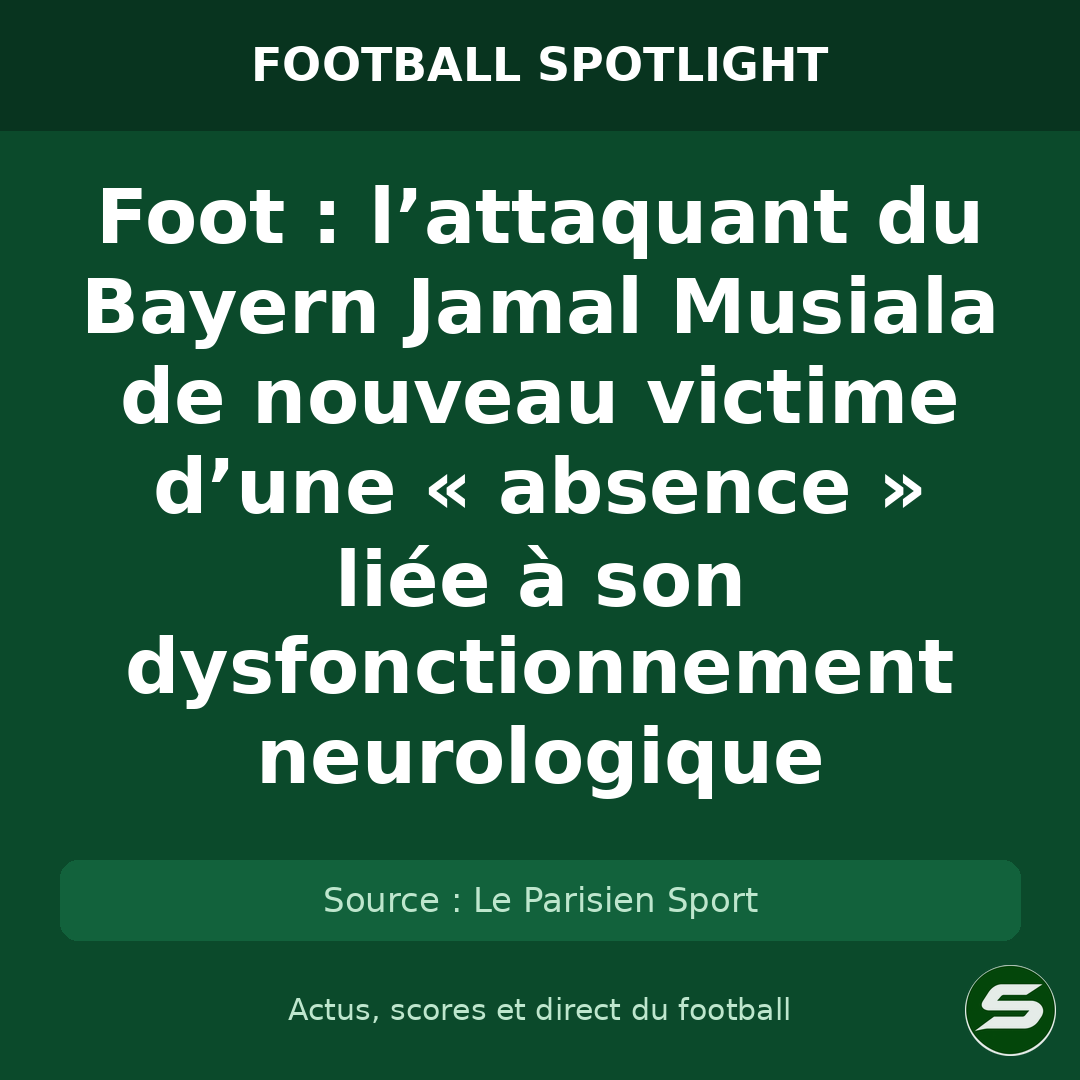 FOOTBALL SPOTLIGHT
Foot : l’attaquant du
Bayern Jamal Musiala
de nouveau victime
d’une « absence »
liée à son
dysfonctionnement
neurologique
Source : Le Parisien Sport
Actus, scores et direct du football
S